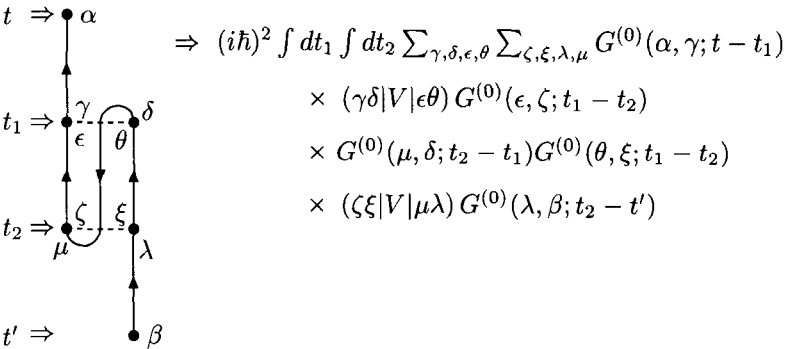 t ⇒ α
⇒ (iħ)² ∫ dt₁ ∫ dt₂ ∑_{γ,δ,ϵ,θ} ∑_{ζ,ξ,λ,μ} G⁽⁰⁾(α, γ; t − t₁)
× (γδ|V|ϵθ) G⁽⁰⁾(ϵ, ζ; t₁ − t₂)
× G⁽⁰⁾(μ, δ; t₂ − t₁)G⁽⁰⁾(θ, ξ; t₁ − t₂)
× (ζξ|V|μλ) G⁽⁰⁾(λ, β; t₂ − t′)
t₁ ⇒ γ δ
ϵ θ
t₂ ⇒ ζ ξ
μ λ
t′ ⇒ β